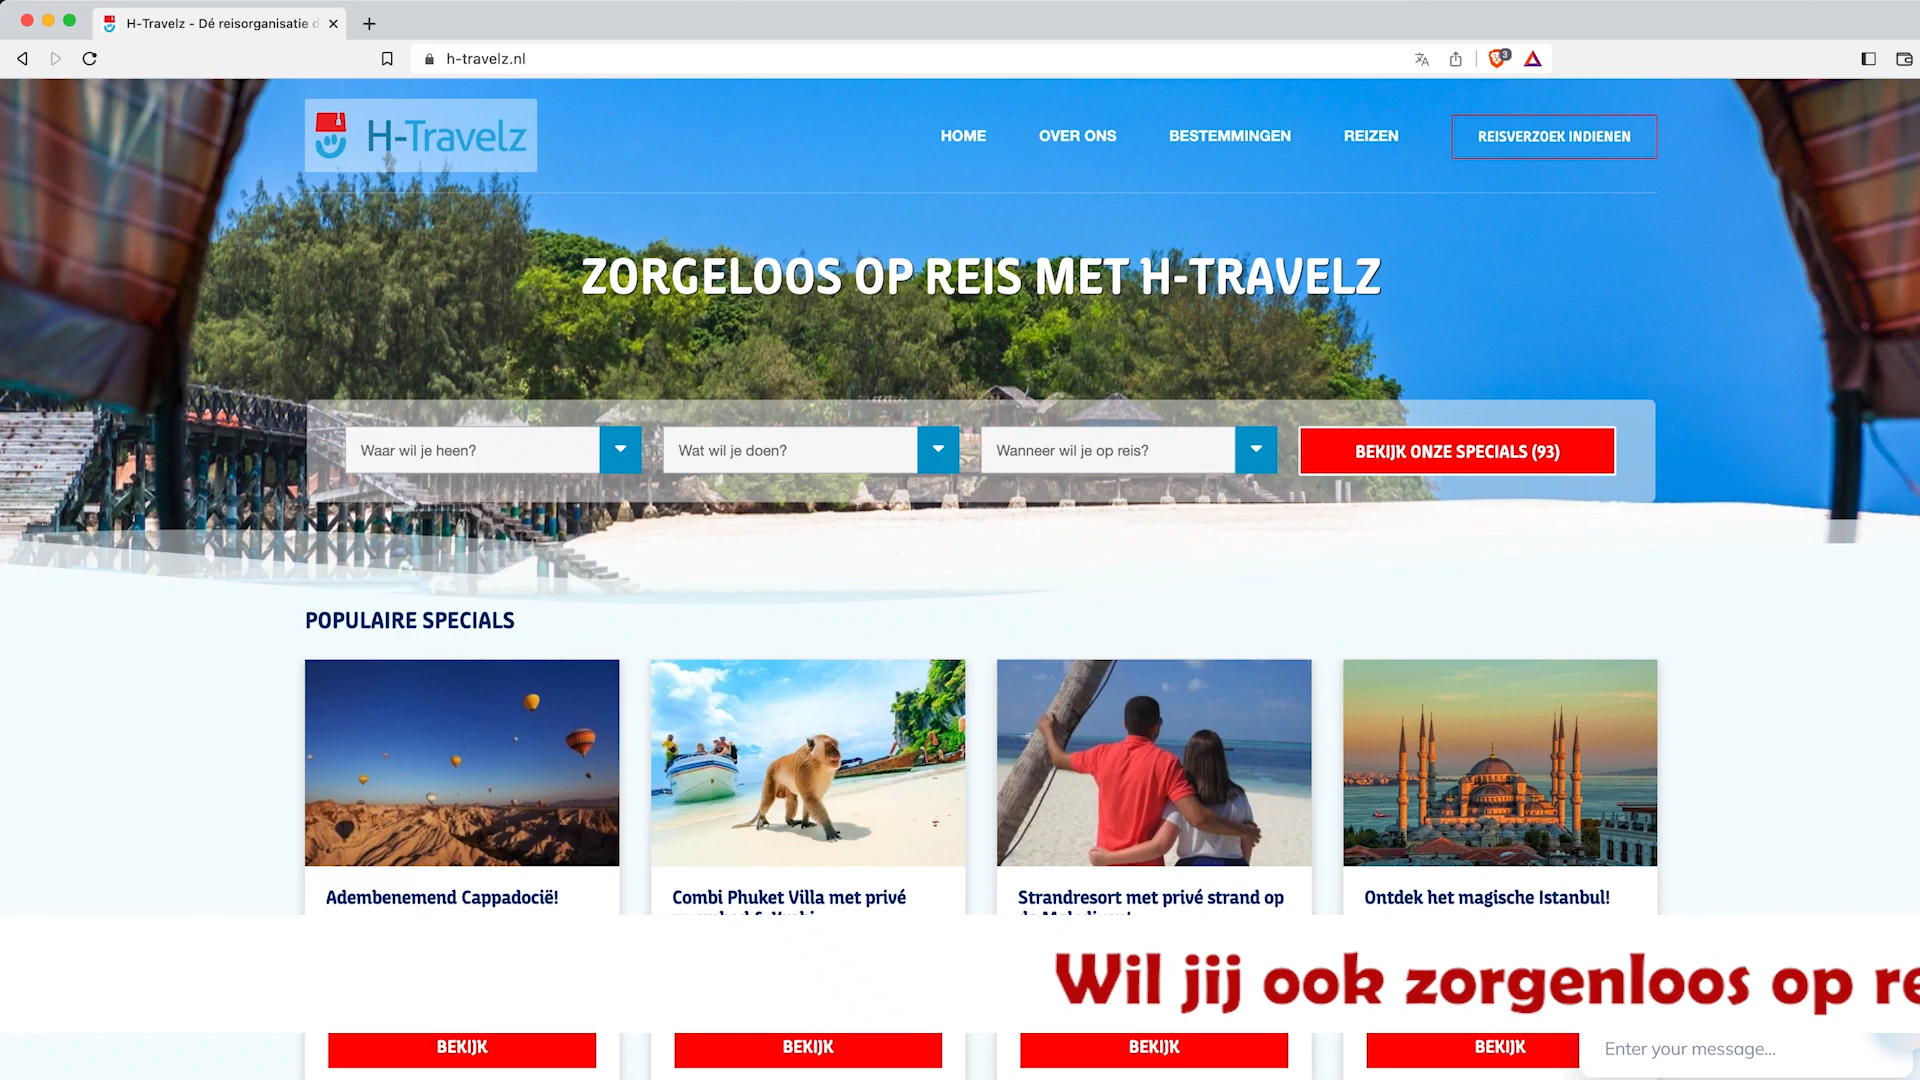 H-Travelz - Dé reisorganisatie d
h-travelz.nl
3
H-Travelz
HOME
OVER ONS
BESTEMMINGEN
REIZEN
REISVERZOEK INDIENEN
ZORGELOOS OP REIS MET H-TRAVELZ
Waar wil je heen?
Wat wil je doen?
Wanneer wil je op reis?
BEKIJK ONZE SPECIALS (93)
POPULAIRE SPECIALS
Adembenemend Cappadocië!
Combi Phuket Villa met privé
Strandresort met privé strand op
Ontdek het magische Istanbul!
Wil jij ook zorgenloos op re
BEKIJK
BEKIJK
BEKIJK
BEKIJK
Enter your message...